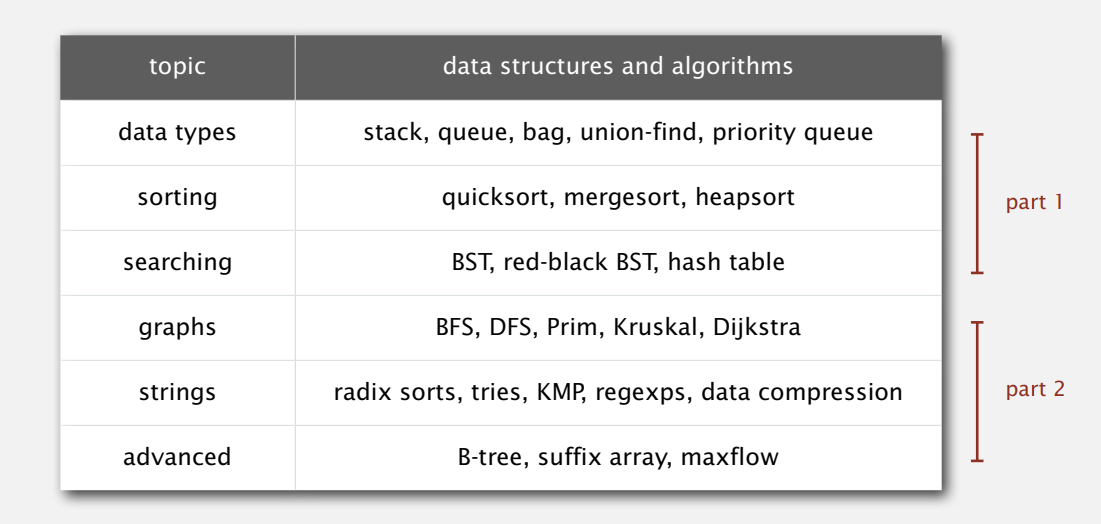 topic data structures and algorithms
data types stack, queue, bag, union-find, priority queue
sorting quicksort, mergesort, heapsort
part 1
searching BST, red-black BST, hash table
graphs BFS, DFS, Prim, Kruskal, Dijkstra
strings radix sorts, tries, KMP, regexps, data compression
part 2
advanced B-tree, suffix array, maxflow